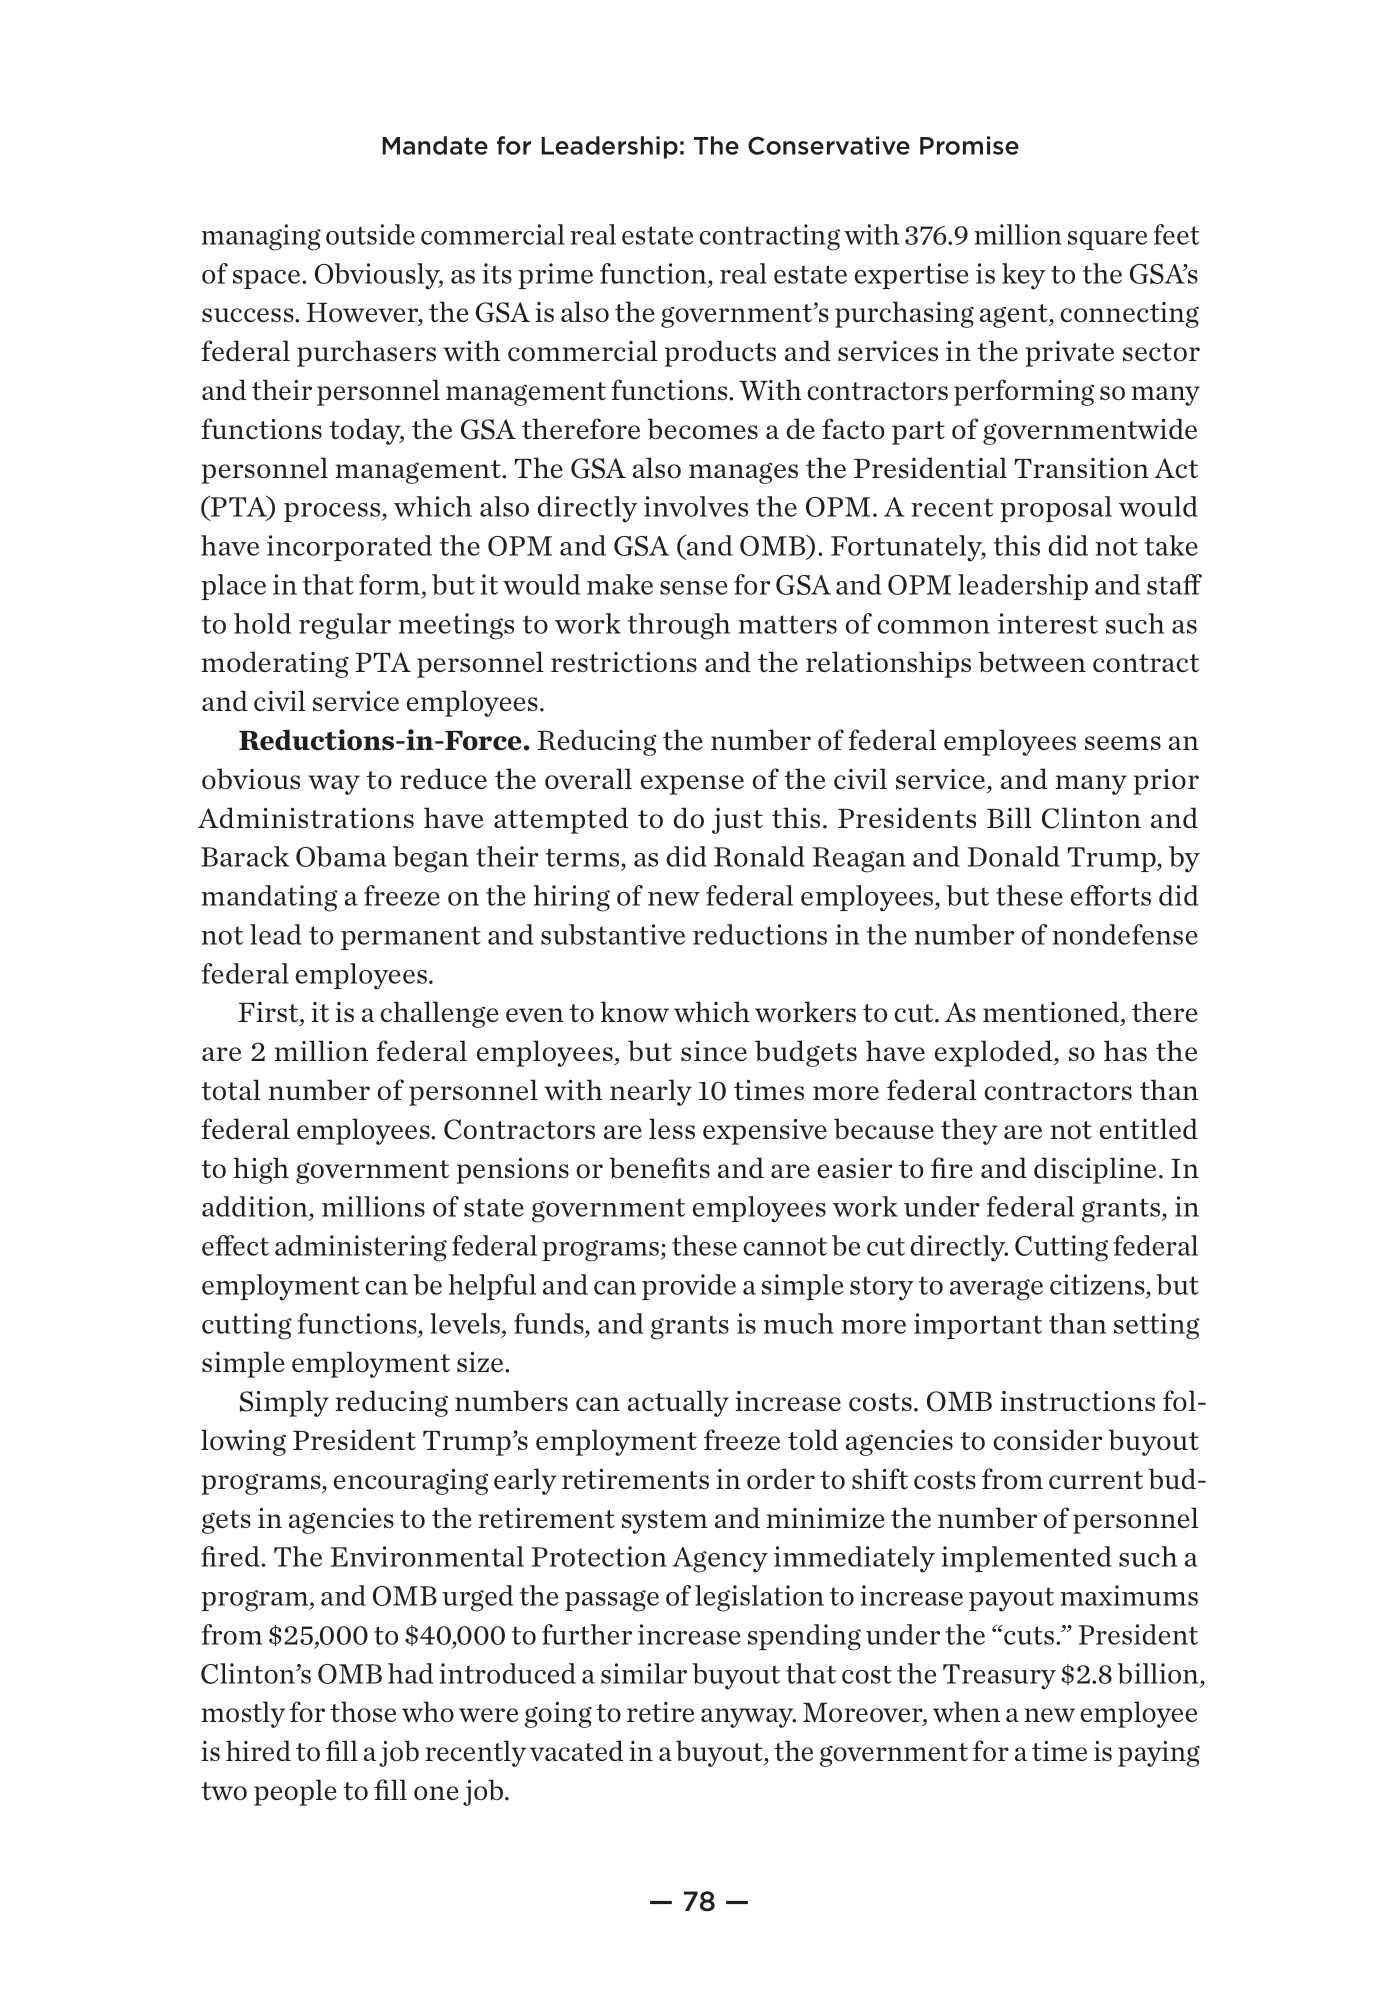 Mandate for Leadership: The Conservative Promise
managing outside commercial real estate contracting with 376.9 million square feet
of space. Obviously, as its prime function, real estate expertise is key to the GSA’s
success. However, the GSA is also the government’s purchasing agent, connecting
federal purchasers with commercial products and services in the private sector
and their personnel management functions. With contractors performing so many
functions today, the GSA therefore becomes a de facto part of governmentwide
personnel management. The GSA also manages the Presidential Transition Act
(PTA) process, which also directly involves the OPM. A recent proposal would
have incorporated the OPM and GSA (and OMB). Fortunately, this did not take
place in that form, but it would make sense for GSA and OPM leadership and staff
to hold regular meetings to work through matters of common interest such as
moderating PTA personnel restrictions and the relationships between contract
and civil service employees.
Reductions-in-Force. Reducing the number of federal employees seems an
obvious way to reduce the overall expense of the civil service, and many prior
Administrations have attempted to do just this. Presidents Bill Clinton and
Barack Obama began their terms, as did Ronald Reagan and Donald Trump, by
mandating a freeze on the hiring of new federal employees, but these efforts did
not lead to permanent and substantive reductions in the number of nondefense
federal employees.
First, it is a challenge even to know which workers to cut. As mentioned, there
are 2 million federal employees, but since budgets have exploded, so has the
total number of personnel with nearly 10 times more federal contractors than
federal employees. Contractors are less expensive because they are not entitled
to high government pensions or benefits and are easier to fire and discipline. In
addition, millions of state government employees work under federal grants, in
effect administering federal programs; these cannot be cut directly. Cutting federal
employment can be helpful and can provide a simple story to average citizens, but
cutting functions, levels, funds, and grants is much more important than setting
simple employment size.
Simply reducing numbers can actually increase costs. OMB instructions fol-
lowing President Trump’s employment freeze told agencies to consider buyout
programs, encouraging early retirements in order to shift costs from current bud-
gets in agencies to the retirement system and minimize the number of personnel
fired. The Environmental Protection Agency immediately implemented such a
program, and OMB urged the passage of legislation to increase payout maximums
from $25,000 to $40,000 to further increase spending under the “cuts.” President
Clinton’s OMB had introduced a similar buyout that cost the Treasury $2.8 billion,
mostly for those who were going to retire anyway. Moreover, when a new employee
is hired to fill a job recently vacated in a buyout, the government for a time is paying
two people to fill one job.
— 78 —